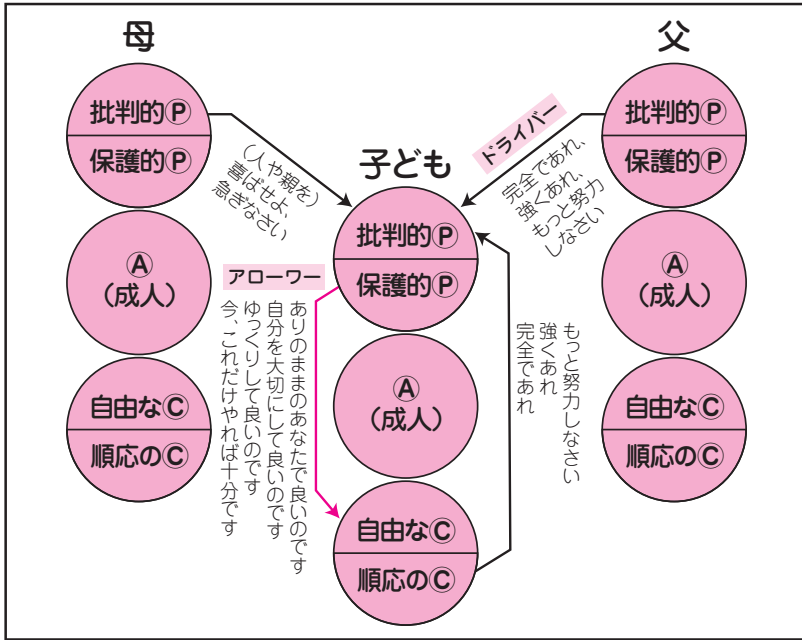 母
批判的Ⓟ
保護的Ⓟ
Ⓐ
（成人）
自由なⒸ
順応のⒸ
（人や親を）
喜ばせよ、
急ぎなさい
子ども
批判的Ⓟ
保護的Ⓟ
Ⓐ
（成人）
自由なⒸ
順応のⒸ
アローワー
ありのままのあなたで良いのです
自分を大切にして良いのです
ゆっくりして良いのです
今、これだけやれば十分です
父
批判的Ⓟ
保護的Ⓟ
Ⓐ
（成人）
自由なⒸ
順応のⒸ
ドライバー
完全であれ、
強くあれ、
もっと努力
しなさい
もっと努力しなさい
強くあれ
完全であれ